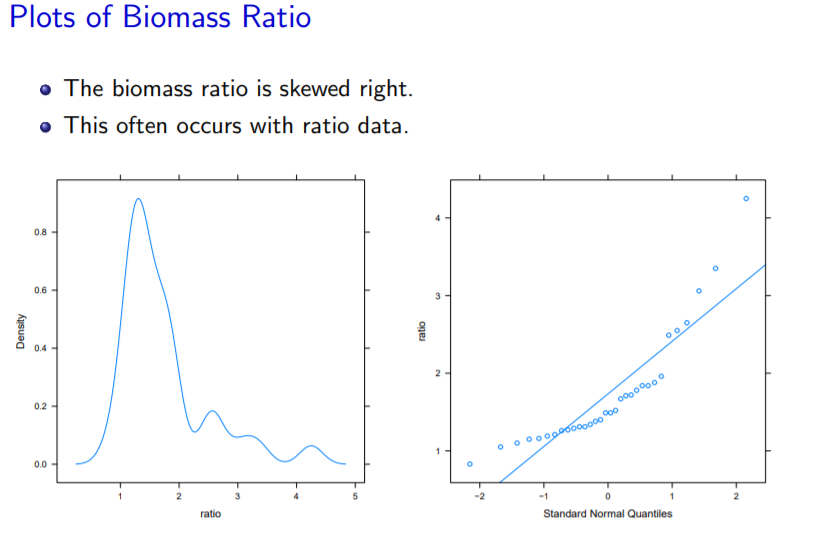 Plots of Biomass Ratio
The biomass ratio is skewed right.
This often occurs with ratio data.
Density
0.8
0.6
0.4
0.2
0.0
1 2 3 4 5
ratio
ratio
4
3
2
1
−2 −1 0 1 2
Standard Normal Quantiles